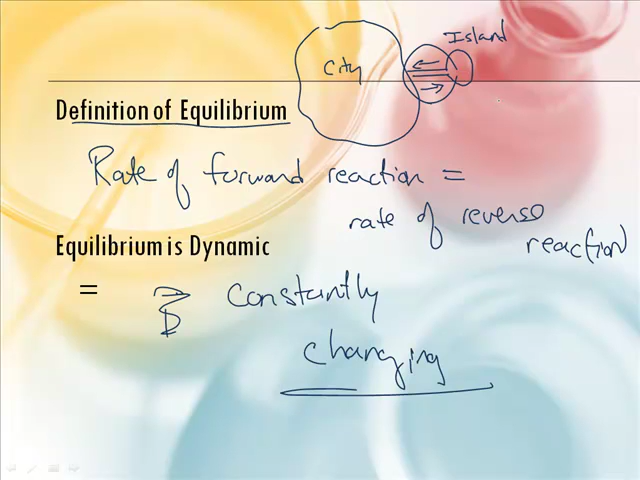 Island
City
Definition of Equilibrium
Rate of forward reaction =
rate of reverse
reaction
Equilibrium is Dynamic
= constantly
changing